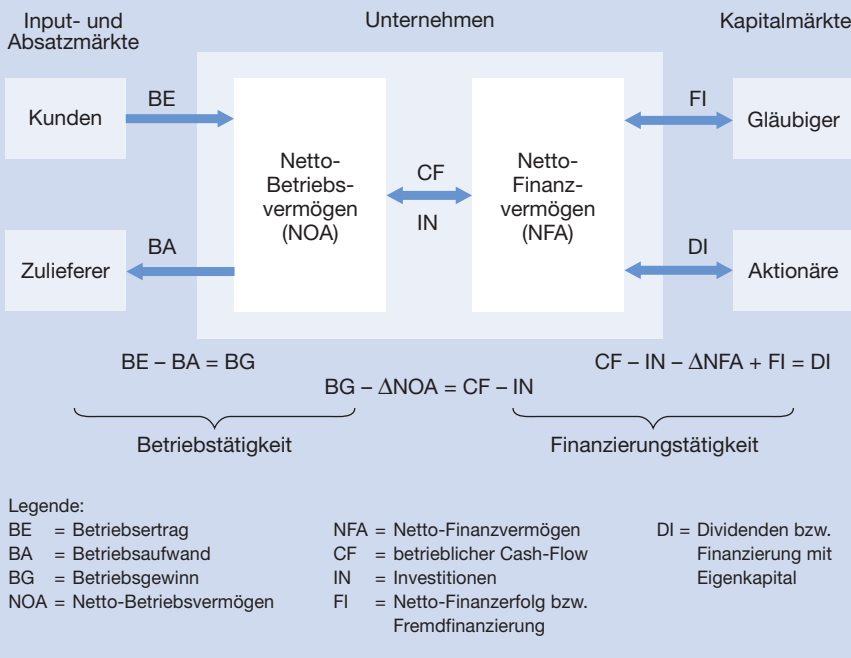 Input- und
Absatzmärkte
Unternehmen
Kapitalmärkte
Kunden
BE
Netto-
Betriebs-
vermögen
(NOA)
CF
IN
Netto-
Finanz-
vermögen
(NFA)
FI
Gläubiger
Zulieferer
BA
DI
Aktionäre
BE – BA = BG
BG – ΔNOA = CF – IN
CF – IN – ΔNFA + FI = DI
Betriebstätigkeit
Finanzierungstätigkeit
Legende:
BE = Betriebsertrag
BA = Betriebsaufwand
BG = Betriebsgewinn
NOA = Netto-Betriebsvermögen
NFA = Netto-Finanzvermögen
CF = betrieblicher Cash-Flow
IN = Investitionen
FI = Netto-Finanzerfolg bzw.
Fremdfinanzierung
DI = Dividenden bzw.
Finanzierung mit
Eigenkapital